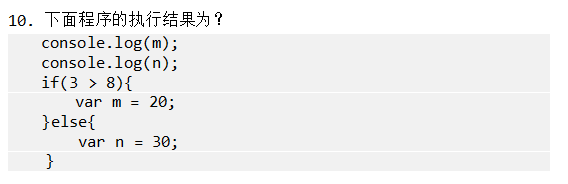 10. 下面程序的执行结果为？
console.log(m);
console.log(n);
if(3 > 8){
    var m = 20;
}else{
    var n = 30;
}